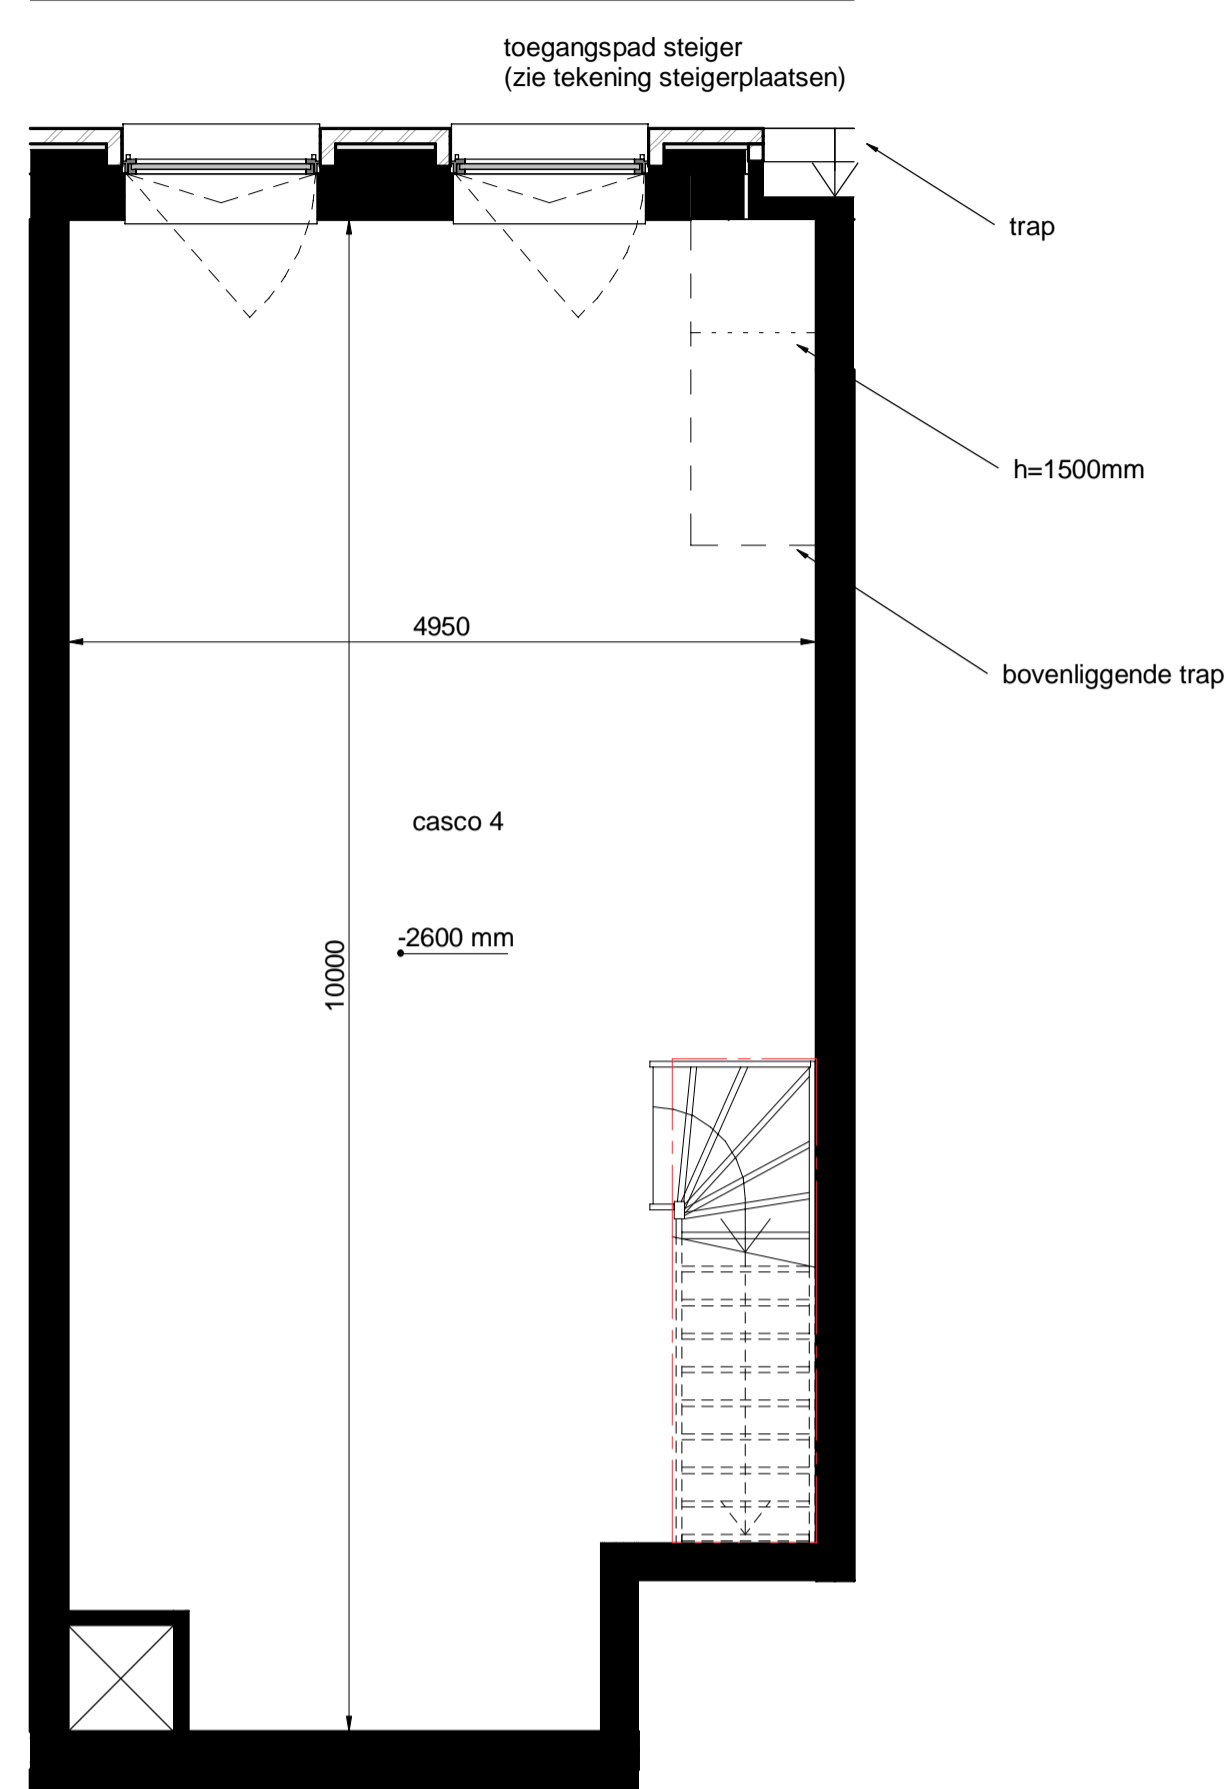 toegangspad steiger
(zie tekening steigerplaatsen)
trap
h=1500mm
4950
bovenliggende trap
casco 4
-2600 mm
10000